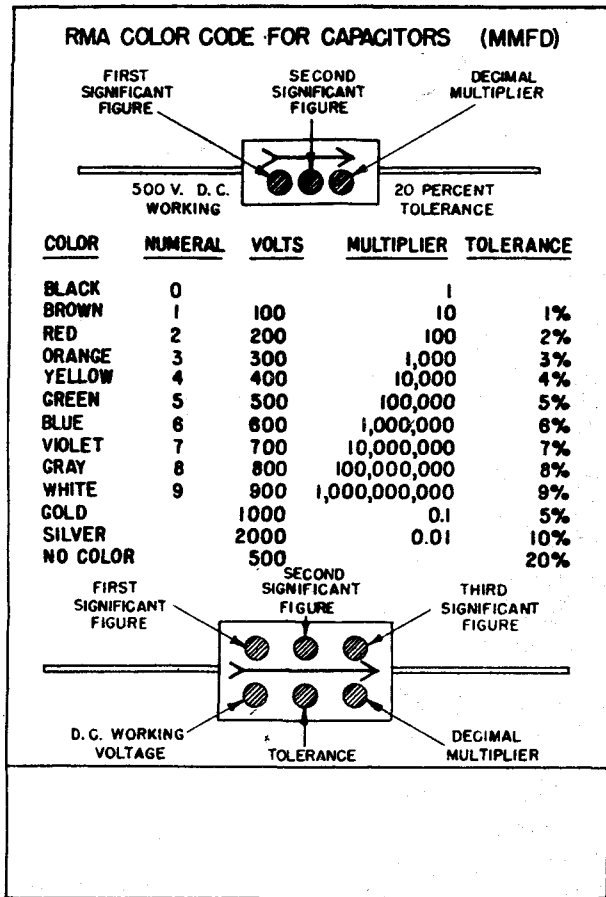 RMA COLOR CODE FOR CAPACITORS (MMFD)
FIRST SIGNIFICANT FIGURE
SECOND SIGNIFICANT FIGURE
DECIMAL MULTIPLIER
500 V. D.C. WORKING
20 PERCENT TOLERANCE
COLOR NUMERAL VOLTS MULTIPLIER TOLERANCE
BLACK 0 1
BROWN 1 100 10 1%
RED 2 200 100 2%
ORANGE 3 300 1,000 3%
YELLOW 4 400 10,000 4%
GREEN 5 500 100,000 5%
BLUE 6 600 1,000,000 6%
VIOLET 7 700 10,000,000 7%
GRAY 8 800 100,000,000 8%
WHITE 9 900 1,000,000,000 9%
GOLD 1000 0.1 5%
SILVER 2000 0.01 10%
NO COLOR 500 20%
FIRST SIGNIFICANT FIGURE
SECOND SIGNIFICANT FIGURE
THIRD SIGNIFICANT FIGURE
D.C. WORKING VOLTAGE
TOLERANCE
DECIMAL MULTIPLIER